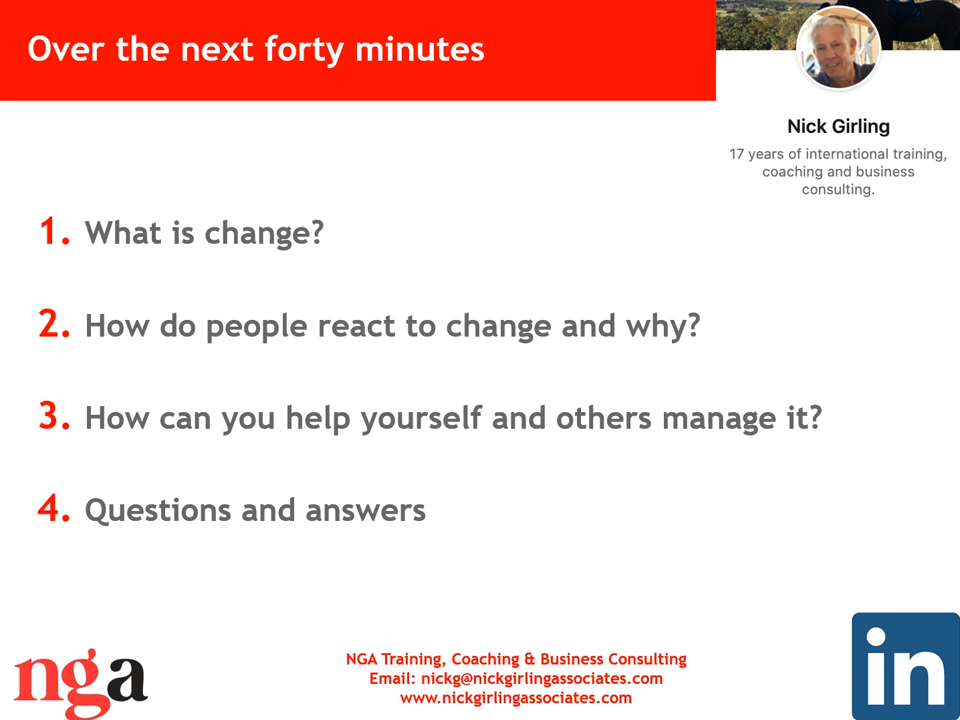 Over the next forty minutes
Nick Girling
17 years of international training,
coaching and business
consulting.
1. What is change?
2. How do people react to change and why?
3. How can you help yourself and others manage it?
4. Questions and answers
nga
NGA Training, Coaching & Business Consulting
Email: nickg@nickgirlingassociates.com
www.nickgirlingassociates.com
in